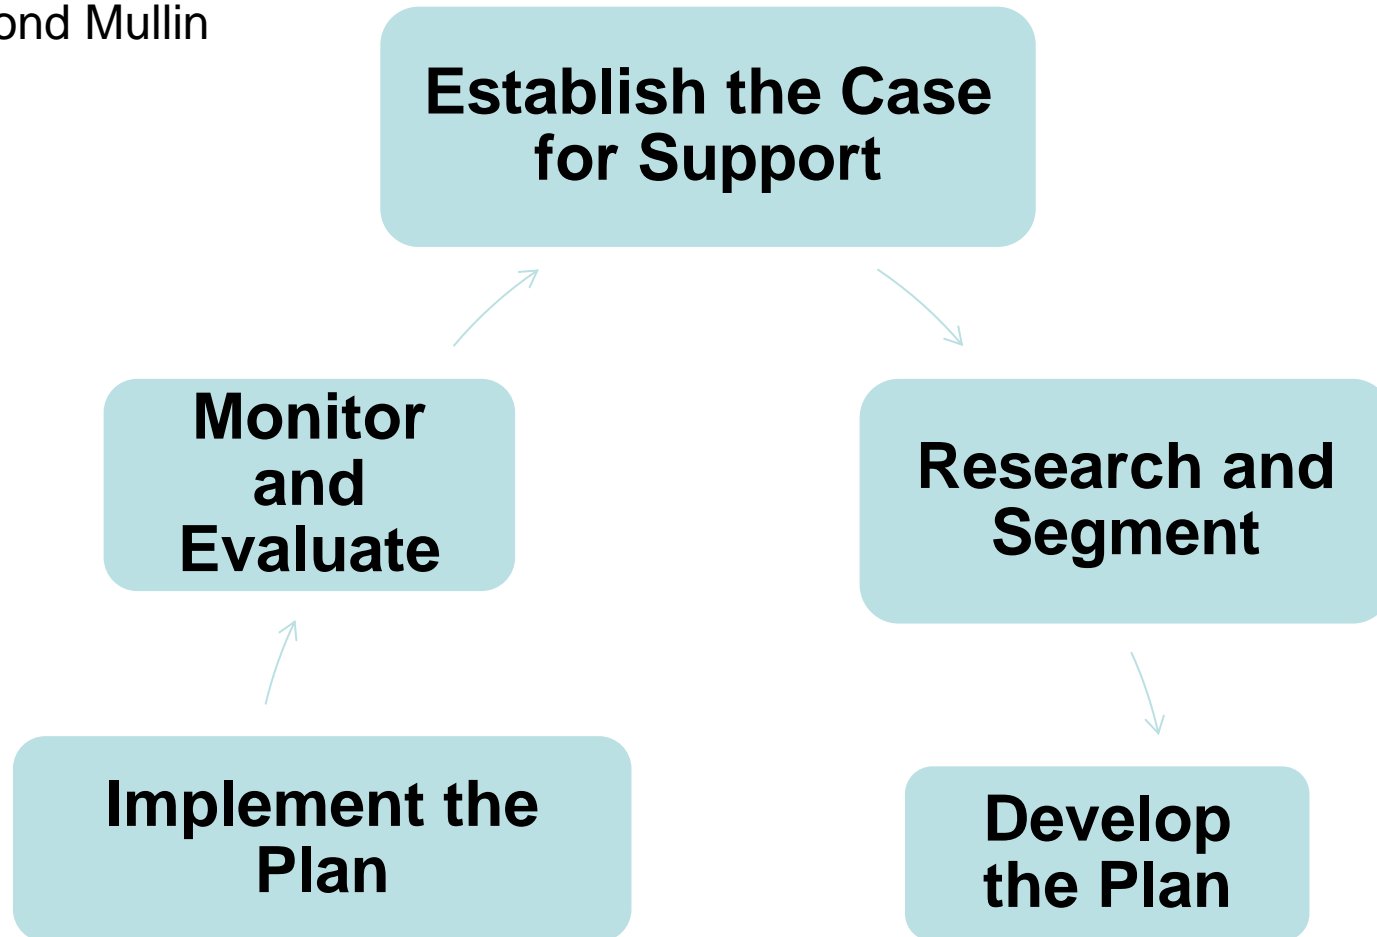 ond Mullin
Establish the Case
for Support
Monitor
and
Evaluate
Research and
Segment
Implement the
Plan
Develop
the Plan